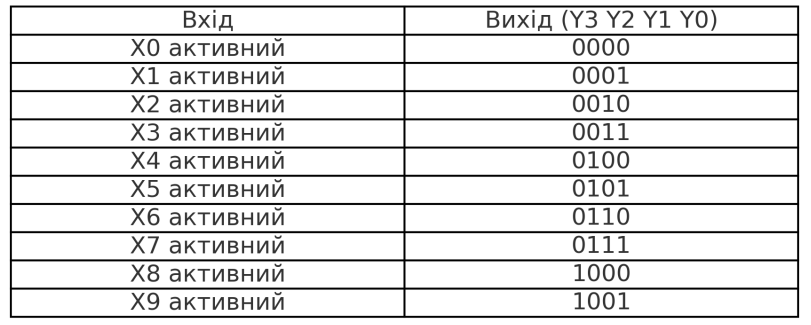 Вхід Вихід (Y3 Y2 Y1 Y0)
X0 активний 0000
X1 активний 0001
X2 активний 0010
X3 активний 0011
X4 активний 0100
X5 активний 0101
X6 активний 0110
X7 активний 0111
X8 активний 1000
X9 активний 1001